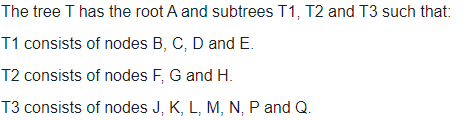 The tree T has the root A and subtrees T1, T2 and T3 such that:
T1 consists of nodes B, C, D and E.
T2 consists of nodes F, G and H.
T3 consists of nodes J, K, L, M, N, P and Q.